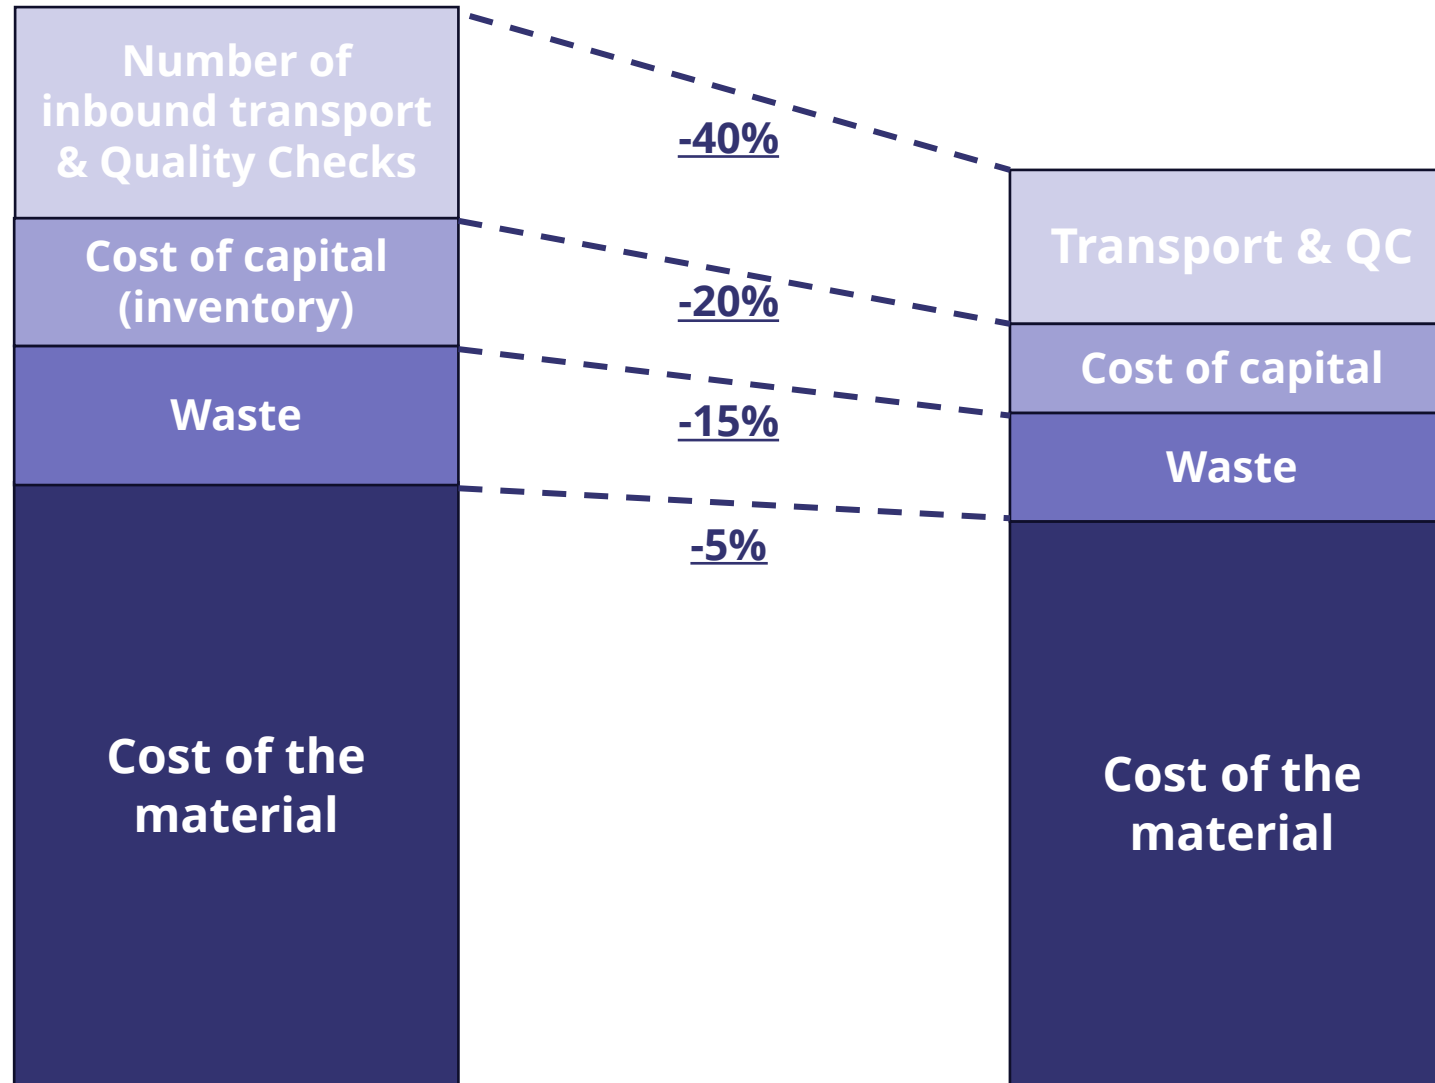 Number of
inbound transport
& Quality Checks
Cost of capital
(inventory)
Waste
Cost of the
material
-40%
-20%
-15%
-5%
Transport & QC
Cost of capital
Waste
Cost of the
material